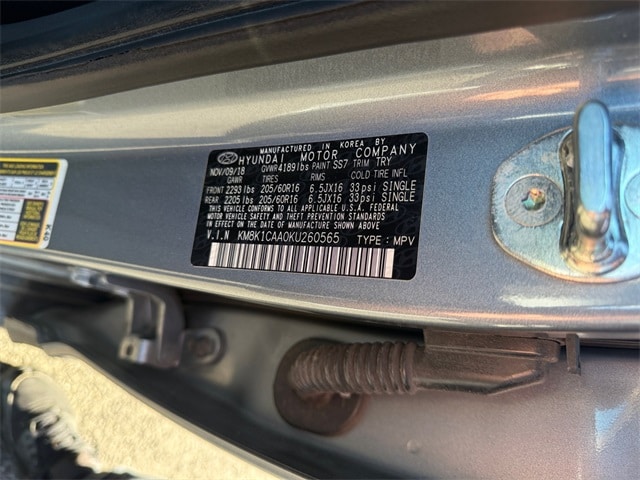 MANUFACTURED IN KOREA BY
HYUNDAI MOTOR COMPANY
NOV/09/18 GVWR4189lbs PAINT SS7 TRIM TRY
GAWR TIRES RIMS COLD TIRE INFL
FRONT 2293lbs 205/60R16 6.5JX16 33psi SINGLE
REAR 2205lbs 205/60R16 6.5JX16 33psi SINGLE
THIS VEHICLE CONFORMS TO ALL APPLICABLE U.S.A. FEDERAL
MOTOR VEHICLE SAFETY, BUMPER, AND THEFT PREVENTION STANDARDS
IN EFFECT ON THE DATE OF MANUFACTURE SHOWN ABOVE.
V.I.N KM8K1CAA0KU260565 TYPE : MPV